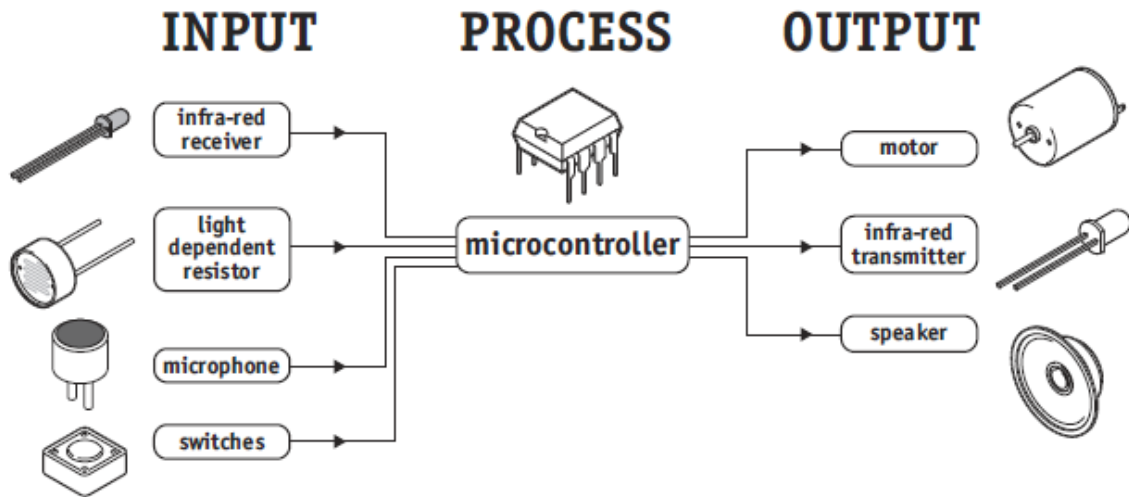 INPUT PROCESS OUTPUT
infra-red
receiver
light
dependent
resistor
microphone
switches
microcontroller
motor
infra-red
transmitter
speaker